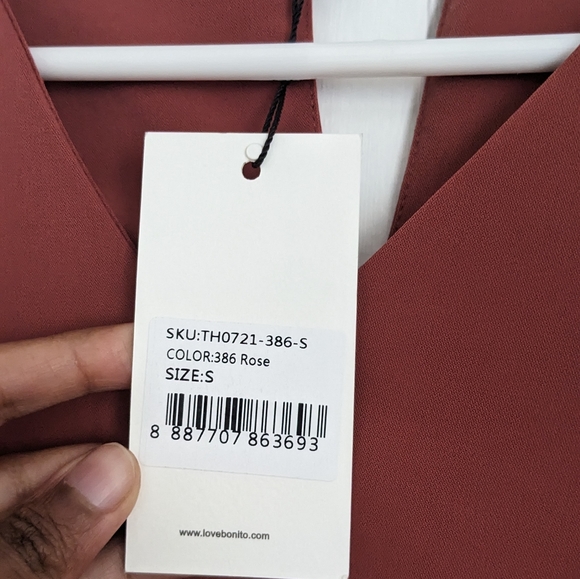 SKU:TH0721-386-S
COLOR:386 Rose
SIZE:S
8 887707 863693
www.lovebonito.com